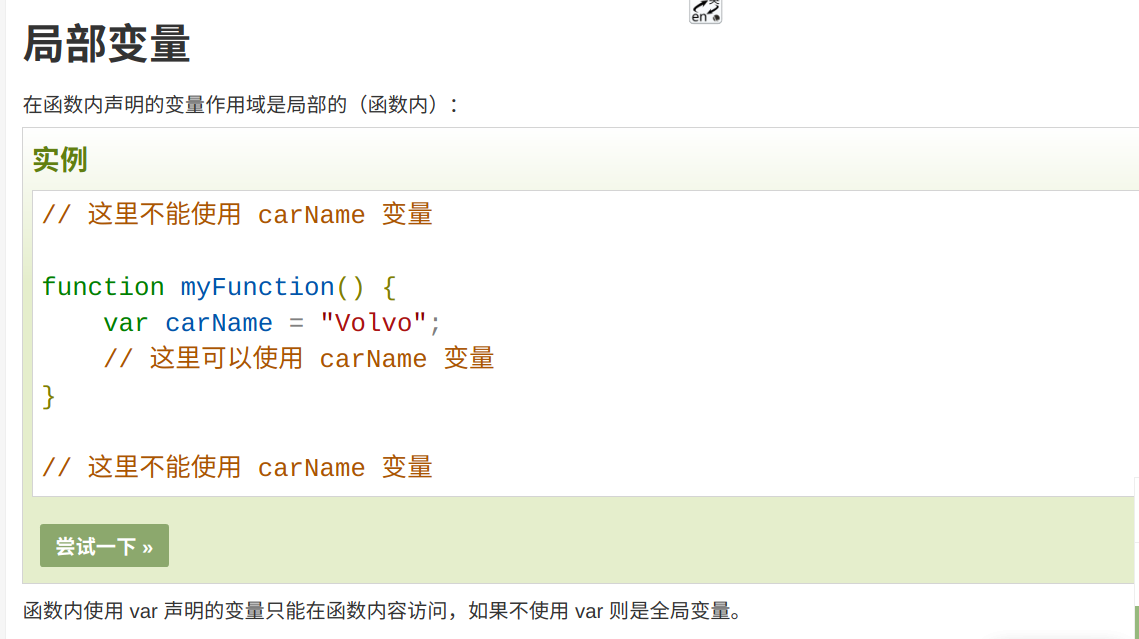 局部变量
在函数内声明的变量作用域是局部的（函数内）：
实例
// 这里不能使用 carName 变量
function myFunction() {
    var carName = "Volvo";
    // 这里可以使用 carName 变量
}
// 这里不能使用 carName 变量
尝试一下 »
函数内使用 var 声明的变量只能在函数内容访问，如果不使用 var 则是全局变量。
en